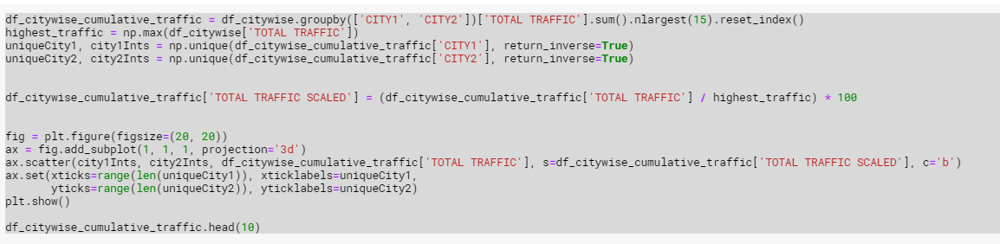 df_citywise_cumulative_traffic = df_citywise.groupby(['CITY1', 'CITY2'])['TOTAL TRAFFIC'].sum().nlargest(15).reset_index()
highest_traffic = np.max(df_citywise['TOTAL TRAFFIC'])
uniqueCity1, city1Ints = np.unique(df_citywise_cumulative_traffic['CITY1'], return_inverse=True)
uniqueCity2, city2Ints = np.unique(df_citywise_cumulative_traffic['CITY2'], return_inverse=True)
df_citywise_cumulative_traffic['TOTAL TRAFFIC SCALED'] = (df_citywise_cumulative_traffic['TOTAL TRAFFIC'] / highest_traffic) * 100
fig = plt.figure(figsize=(20, 20))
ax = fig.add_subplot(1, 1, 1, projection='3d')
ax.scatter(city1Ints, city2Ints, df_citywise_cumulative_traffic['TOTAL TRAFFIC'], s=df_citywise_cumulative_traffic['TOTAL TRAFFIC SCALED'], c='b')
ax.set(xticks=range(len(uniqueCity1)), xticklabels=uniqueCity1,
       yticks=range(len(uniqueCity2)), yticklabels=uniqueCity2)
plt.show()
df_citywise_cumulative_traffic.head(10)